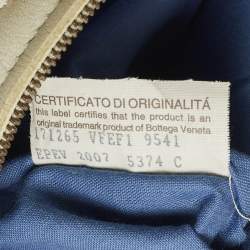 CERTIFICATO DI ORIGINALITÁ
this label certifies that the product is an
original trademark product of Bottega Veneta
171265 VFEF1 9541
EPEV 2007 5374 C